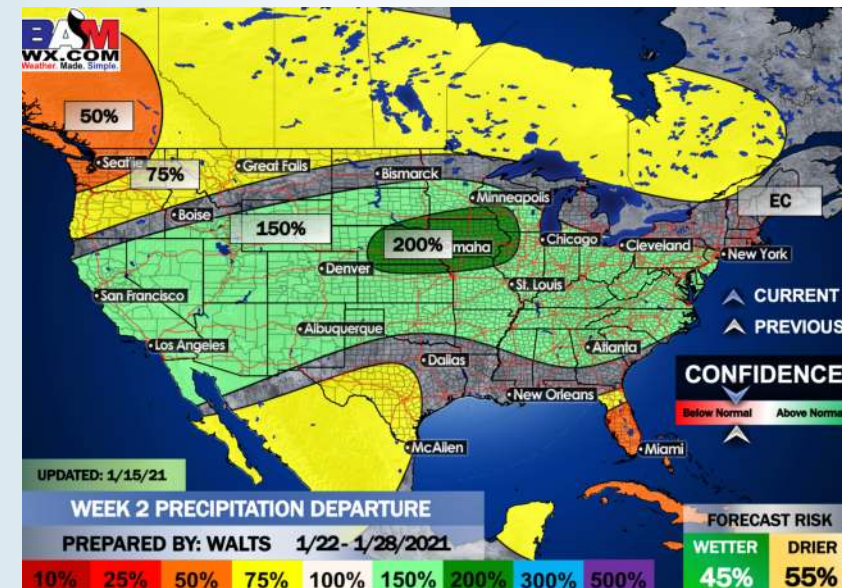 BAM
WX.COM
Weather. Made. Simple.
50%
Seattle
75%
Great Falls
Bismarck
Minneapolis
Boise
150%
200%
maha
Chicago
Cleveland
EC
New York
Denver
St. Louis
San Francisco
CURRENT
PREVIOUS
Los Angeles
Albuquerque
Atlanta
Dallas
CONFIDENCE
Below Normal Above Norma
New Orleans
McAllen
Miami
UPDATED: 1/15/21
WEEK 2 PRECIPITATION DEPARTURE
PREPARED BY: WALTS 1/22 - 1/28/2021
FORECAST RISK
WETTER DRIER
45% 55%
10% 25% 50% 75% 100% 150% 200% 300% 500%